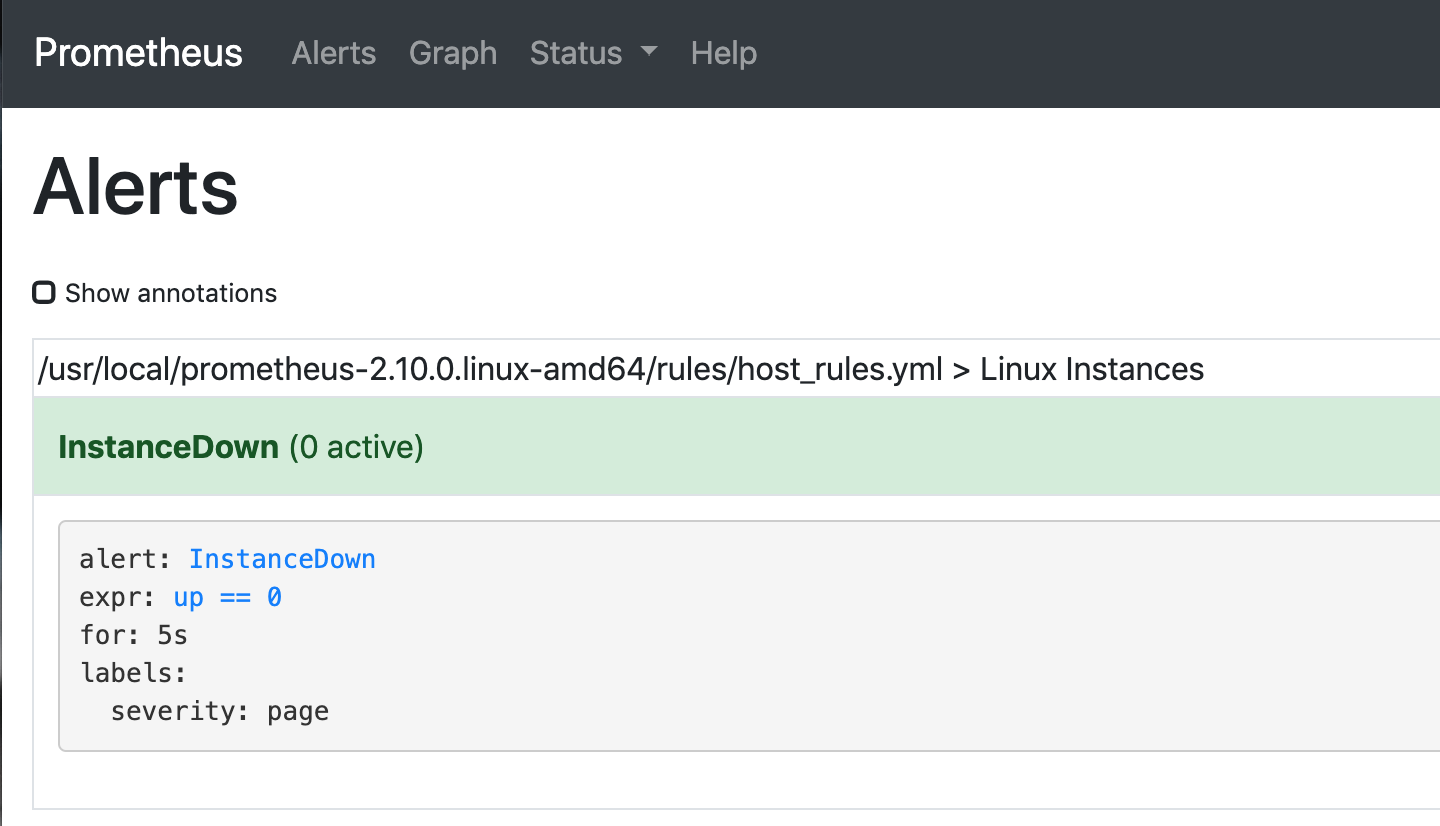 Prometheus Alerts Graph Status Help
Alerts
Show annotations
/usr/local/prometheus-2.10.0.linux-amd64/rules/host_rules.yml > Linux Instances
InstanceDown (0 active)
alert: InstanceDown
expr: up == 0
for: 5s
labels:
  severity: page